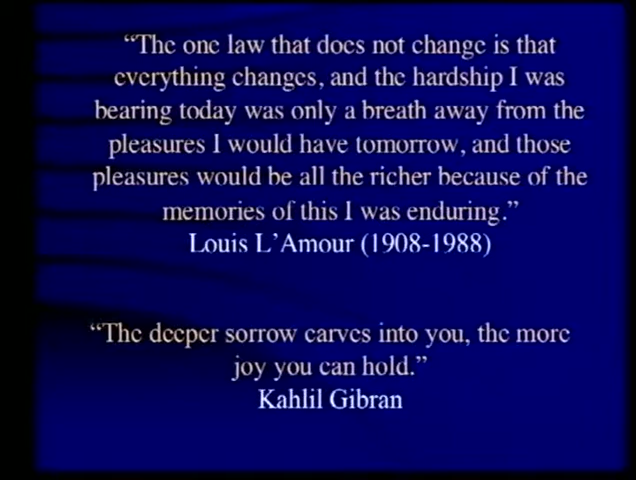 “The one law that does not change is that
everything changes, and the hardship I was
bearing today was only a breath away from the
pleasures I would have tomorrow, and those
pleasures would be all the richer because of the
memories of this I was enduring.”
Louis L’Amour (1908-1988)
“The deeper sorrow carves into you, the more
joy you can hold.”
Kahlil Gibran